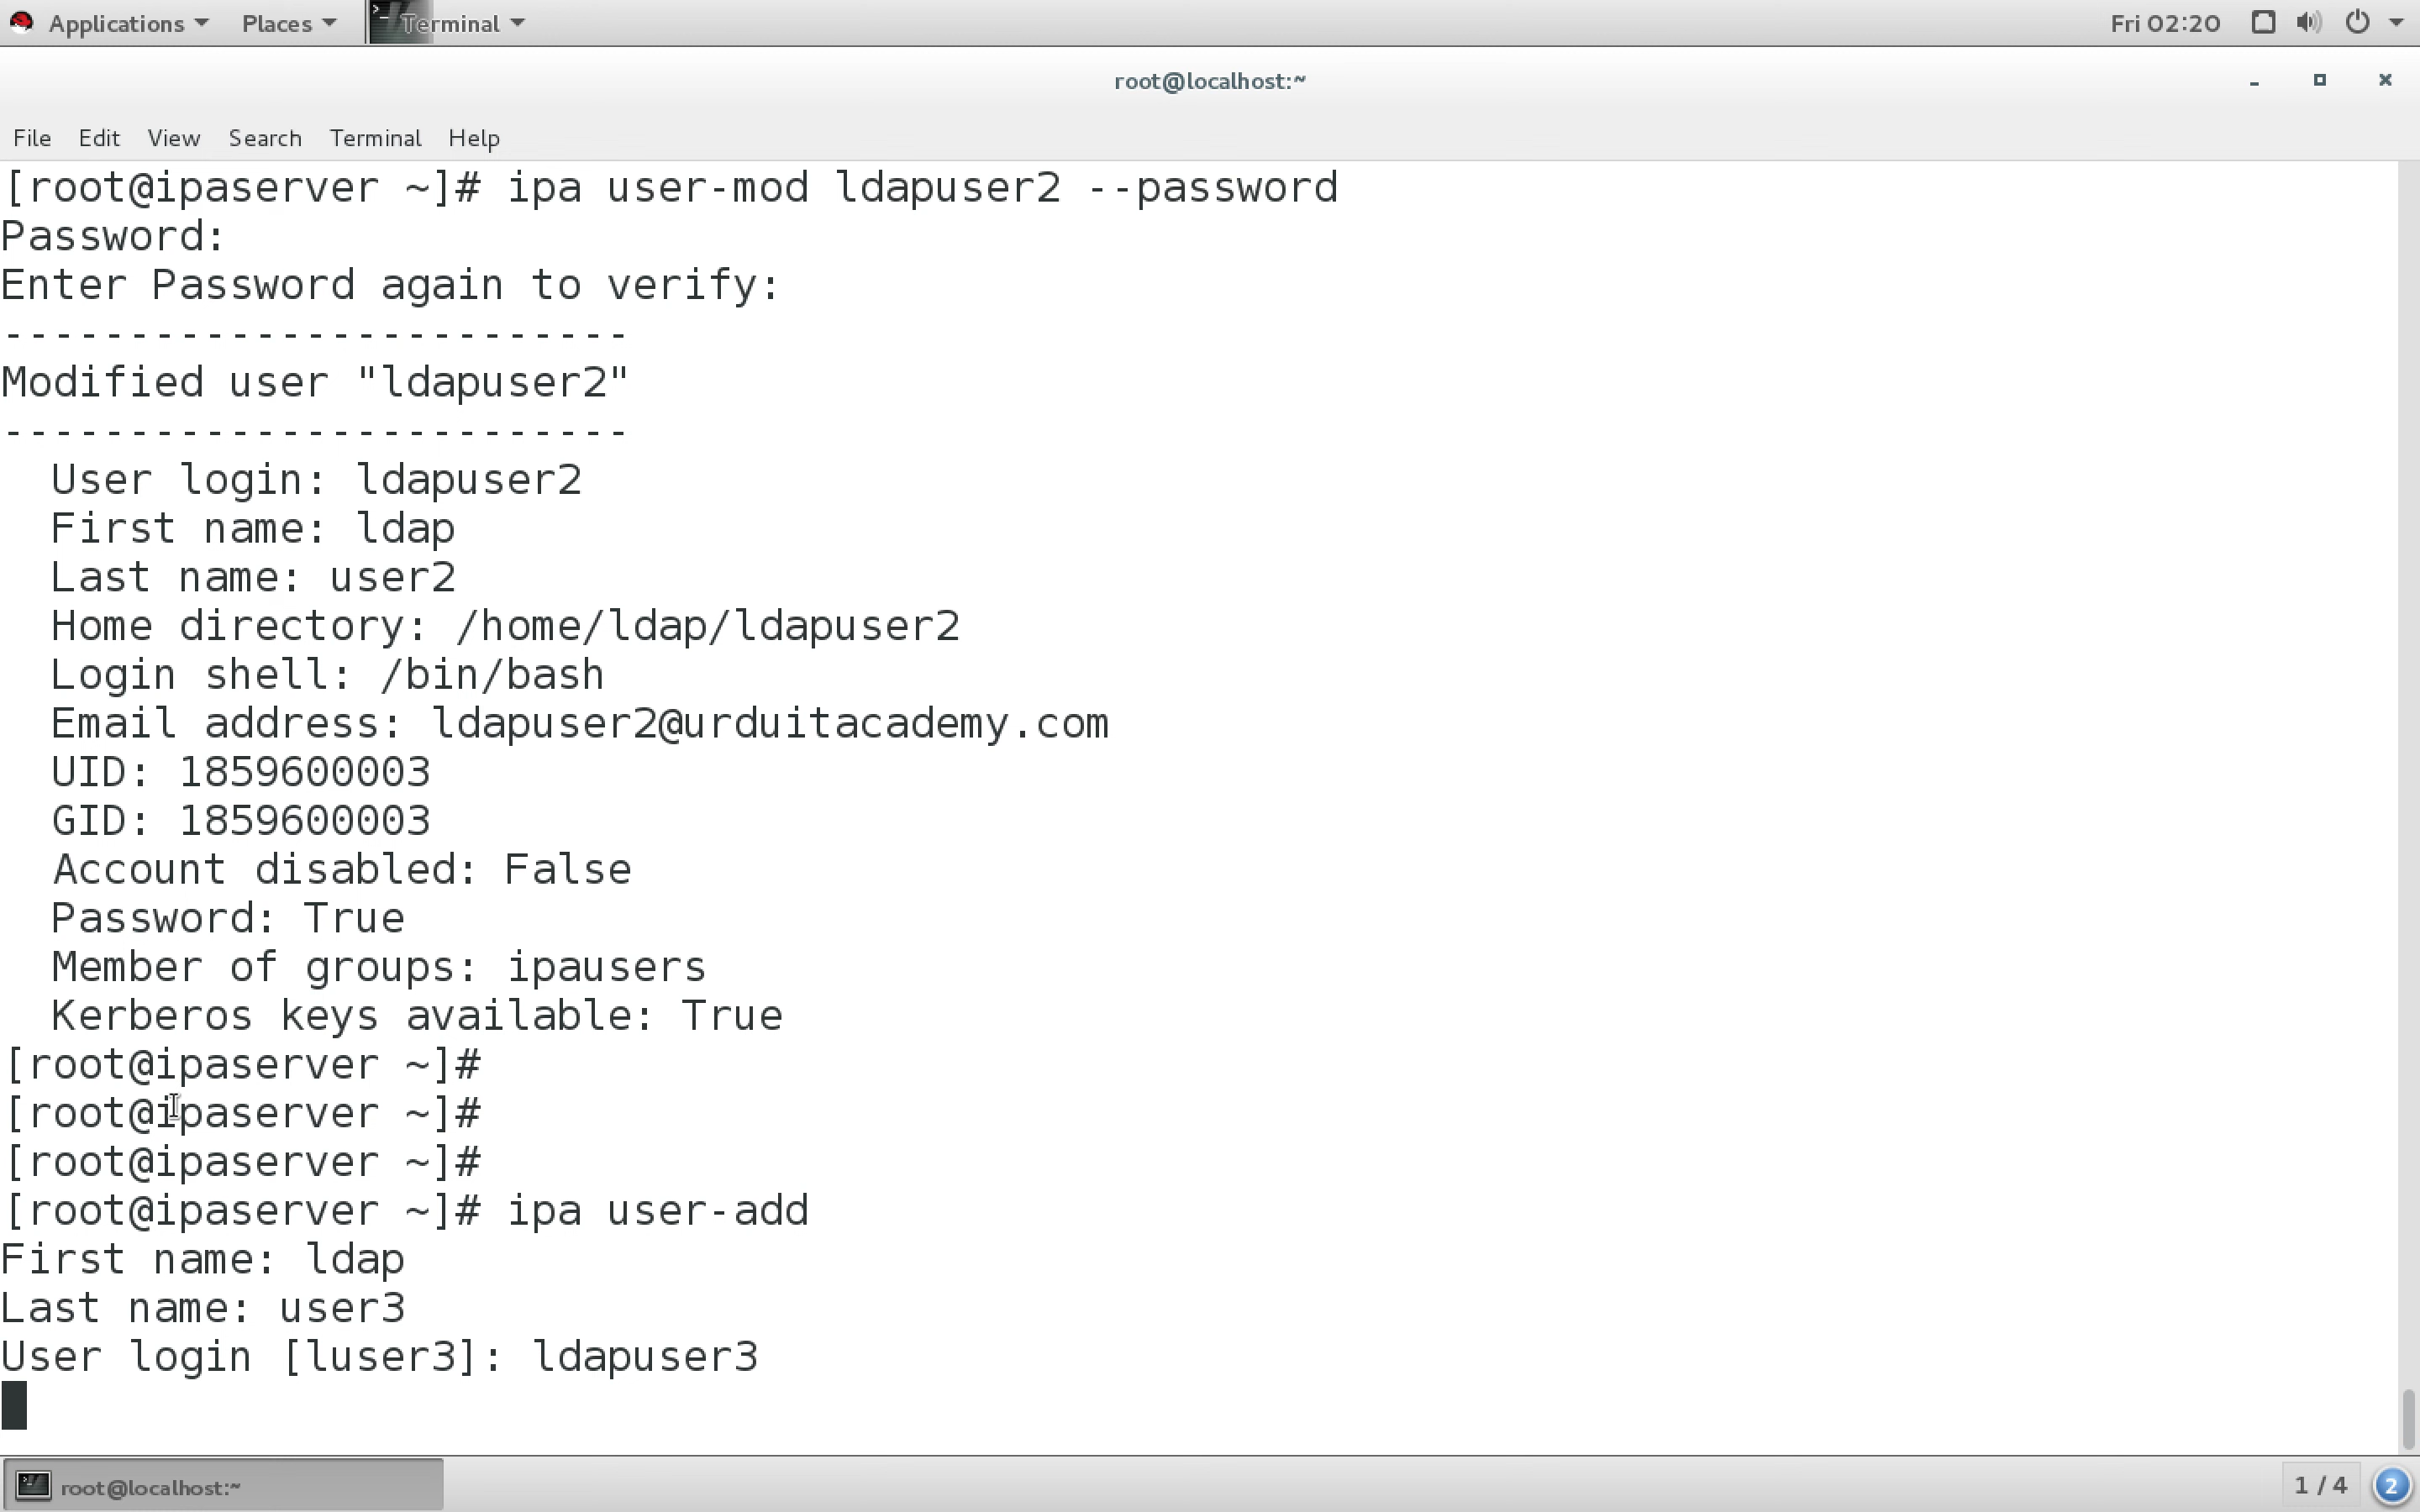 Applications Places Terminal Fri 02:20
root@localhost:~
File Edit View Search Terminal Help
[root@ipaserver ~]# ipa user-mod ldapuser2 --password
Password:
Enter Password again to verify:
-------------------------
Modified user "ldapuser2"
-------------------------
User login: ldapuser2
First name: ldap
Last name: user2
Home directory: /home/ldap/ldapuser2
Login shell: /bin/bash
Email address: ldapuser2@urduitacademy.com
UID: 1859600003
GID: 1859600003
Account disabled: False
Password: True
Member of groups: ipausers
Kerberos keys available: True
[root@ipaserver ~]#
[root@ipaserver ~]#
[root@ipaserver ~]#
[root@ipaserver ~]# ipa user-add
First name: ldap
Last name: user3
User login [luser3]: ldapuser3
root@localhost:~ 1 / 4 2